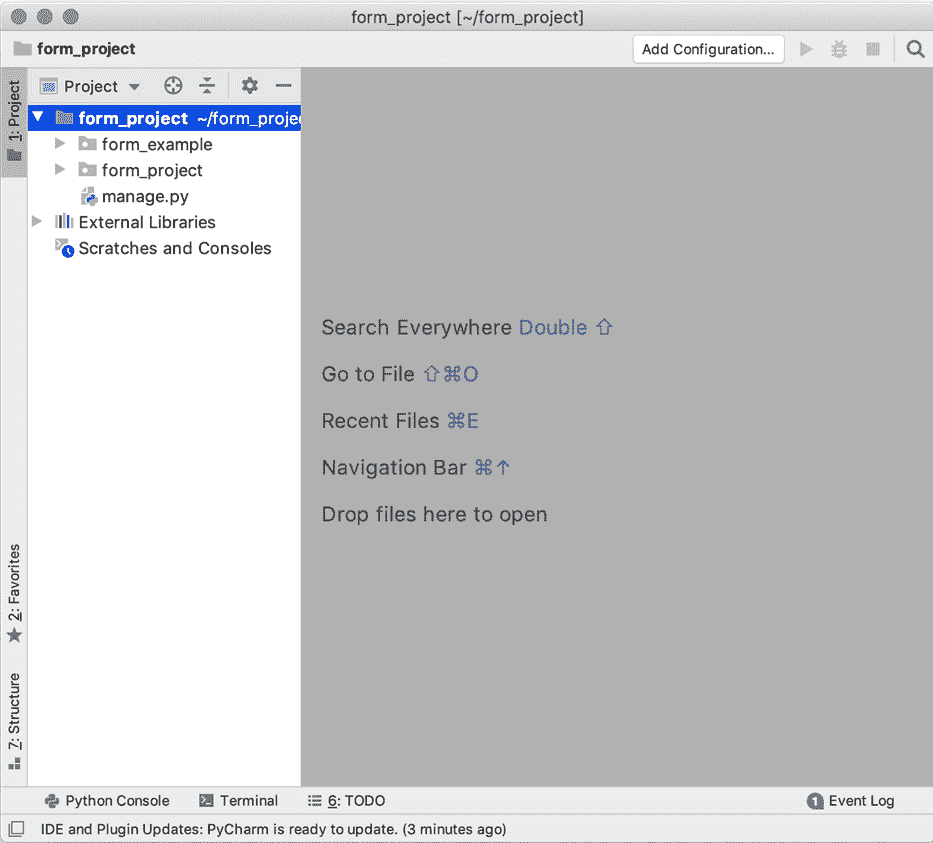 form_project [~/form_project]
form_project
Add Configuration...
1: Project
Project
form_project ~/form_proje
form_example
form_project
manage.py
External Libraries
Scratches and Consoles
Search Everywhere Double ⇧
Go to File ⇧⌘O
Recent Files ⌘E
Navigation Bar ⌘↑
Drop files here to open
2: Favorites
7: Structure
Python Console
Terminal
6: TODO
1 Event Log
IDE and Plugin Updates: PyCharm is ready to update. (3 minutes ago)